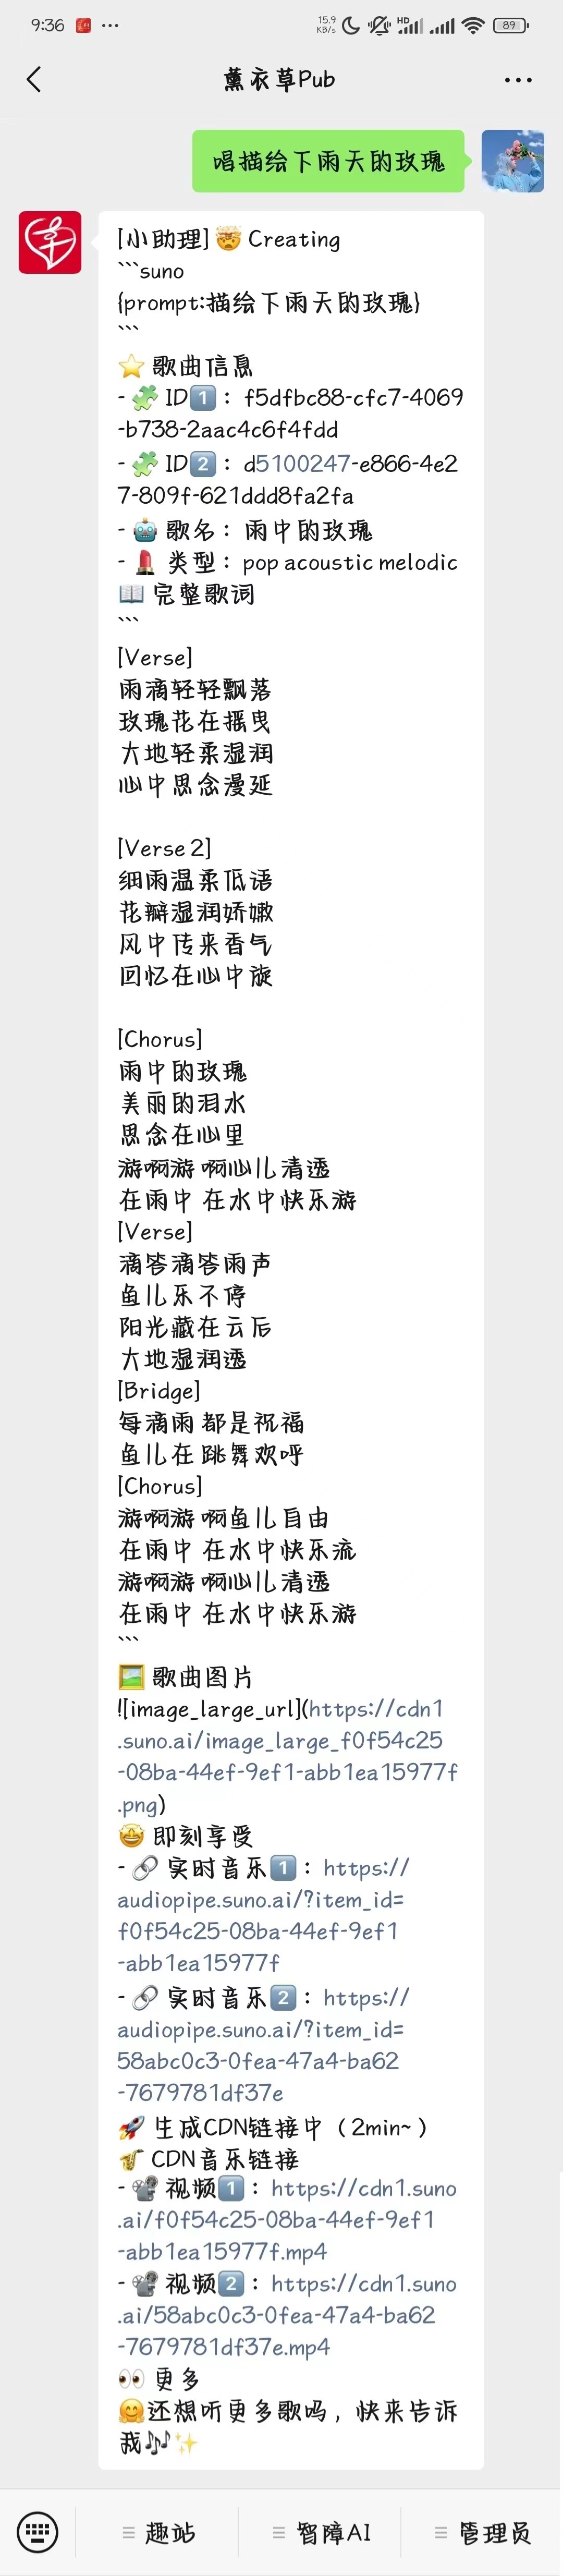 9:36 ...
15.9 KB/s HD 89
薰衣草Pub
唱描绘下雨天的玫瑰
[小助理] 🤯 Creating
```suno
{prompt:描绘下雨天的玫瑰}
```
⭐ 歌曲信息
- 🧩 ID1️⃣ ：f5dfbc88-cfc7-4069
-b738-2aac4c6f4fdd
- 🧩 ID2️⃣ ：d5100247-e866-4e2
7-809f-621ddd8fa2fa
- 🤖 歌名：雨中的玫瑰
- 💄 类型：pop acoustic melodic
📖 完整歌词
```
[Verse]
雨滴轻轻飘落
玫瑰花在摇曳
大地轻柔湿润
心中思念漫延
[Verse 2]
细雨温柔低语
花瓣湿润娇嫩
风中传来香气
回忆在心中旋
[Chorus]
雨中的玫瑰
美丽的泪水
思念在心里
游啊游 啊心儿清透
在雨中 在水中快乐游
[Verse]
滴答滴答雨声
鱼儿乐不停
阳光藏在云后
大地湿润透
[Bridge]
每滴雨 都是祝福
鱼儿在 跳舞欢呼
[Chorus]
游啊游 啊鱼儿自由
在雨中 在水中快乐流
游啊游 啊心儿清透
在雨中 在水中快乐游
```
🖼️ 歌曲图片
![image_large_url](https://cdn1
.suno.ai/image_large_f0f54c25
-08ba-44ef-9ef1-abb1ea15977f
.png)
🤩 即刻享受
- 🔗 实时音乐1️⃣ ：https://
audiopipe.suno.ai/?item_id=
f0f54c25-08ba-44ef-9ef1
-abb1ea15977f
- 🔗 实时音乐2️⃣ ：https://
audiopipe.suno.ai/?item_id=
58abc0c3-0fea-47a4-ba62
-7679781df37e
🚀 生成CDN链接中（2min~）
🎷 CDN音乐链接
- 📽️ 视频1️⃣ ：https://cdn1.suno
.ai/f0f54c25-08ba-44ef-9ef1
-abb1ea15977f.mp4
- 📽️ 视频2️⃣ ：https://cdn1.suno
.ai/58abc0c3-0fea-47a4-ba62
-7679781df37e.mp4
👀 更多
🤗还想听更多歌吗，快来告诉
我🎶✨
趣站 智障AI 管理员